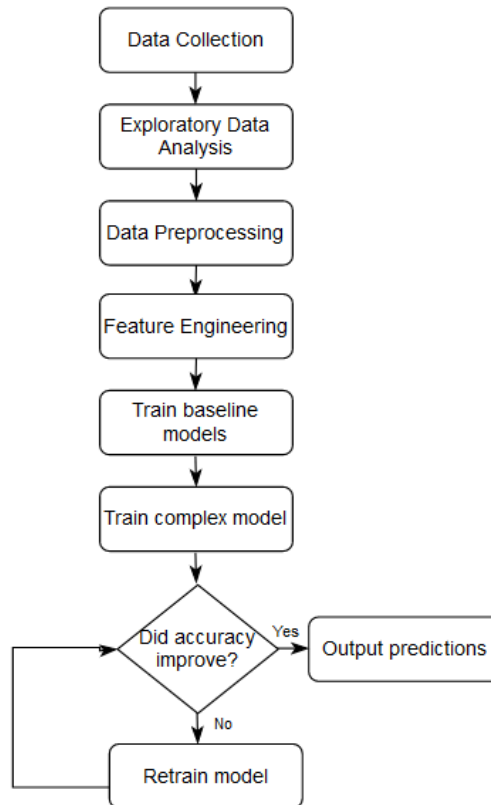 Data Collection
Exploratory Data
Analysis
Data Preprocessing
Feature Engineering
Train baseline
models
Train complex model
Did accuracy
improve?
Yes
Output predictions
No
Retrain model